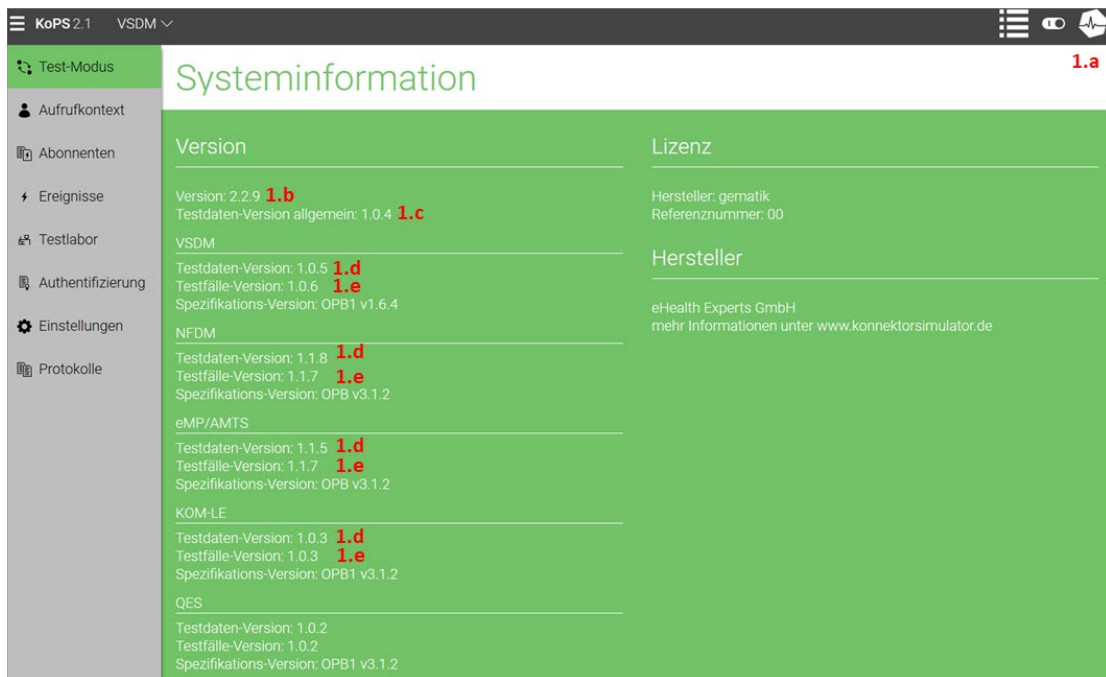 KoPS 2.1 VSDM
1.a
Test-Modus
Aufrufkontext
Abonnenten
Ereignisse
Testlabor
Authentifizierung
Einstellungen
Protokolle
Systeminformation
Version
Version: 2.2.9 1.b
Testdaten-Version allgemein: 1.0.4 1.c
VSDM
Testdaten-Version: 1.0.5 1.d
Testfälle-Version: 1.0.6 1.e
Spezifikations-Version: OPB1 v1.6.4
NFDM
Testdaten-Version: 1.1.8 1.d
Testfälle-Version: 1.1.7 1.e
Spezifikations-Version: OPB v3.1.2
eMP/AMTS
Testdaten-Version: 1.1.5 1.d
Testfälle-Version: 1.1.7 1.e
Spezifikations-Version: OPB v3.1.2
KOM-LE
Testdaten-Version: 1.0.3 1.d
Testfälle-Version: 1.0.3 1.e
Spezifikations-Version: OPB1 v3.1.2
QES
Testdaten-Version: 1.0.2
Testfälle-Version: 1.0.2
Spezifikations-Version: OPB1 v3.1.2
Lizenz
Hersteller: gematik
Referenznummer: 00
Hersteller
eHealth Experts GmbH
mehr Informationen unter www.konnektorsimulator.de